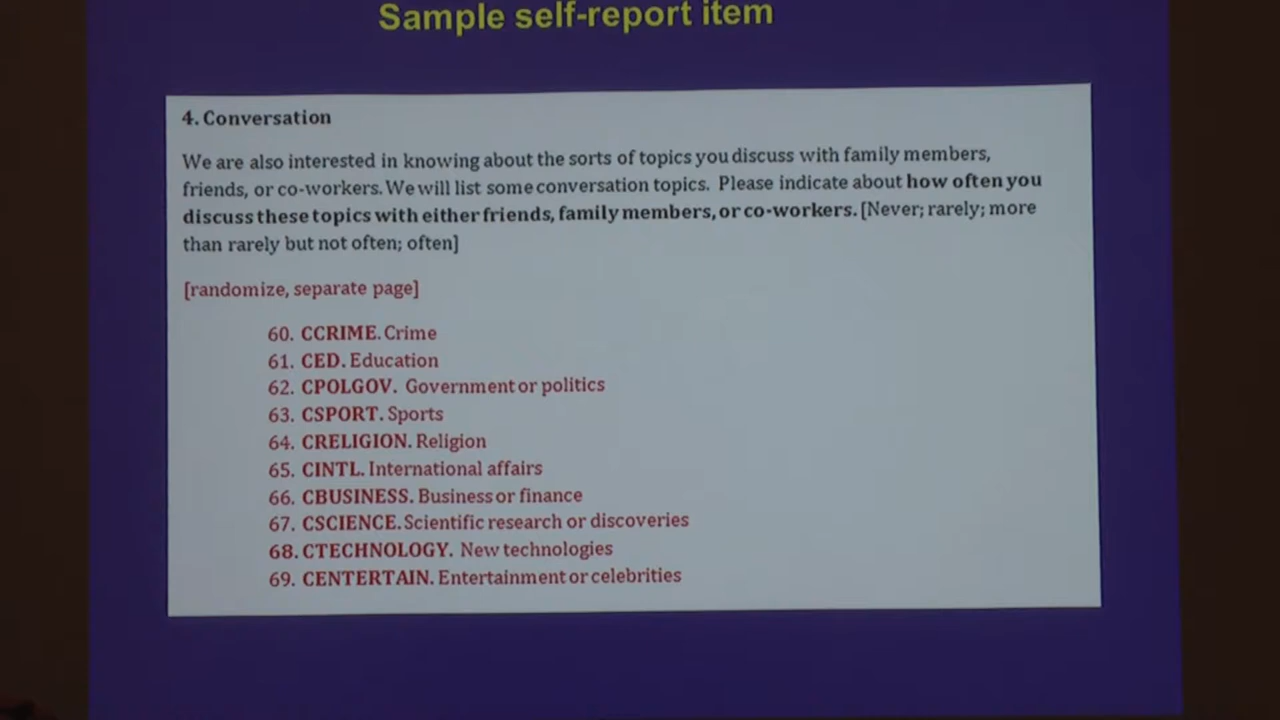 Sample self-report item
4. Conversation
We are also interested in knowing about the sorts of topics you discuss with family members,
friends, or co-workers. We will list some conversation topics.  Please indicate about how often you
discuss these topics with either friends, family members, or co-workers. [Never; rarely; more
than rarely but not often; often]
[randomize, separate page]
60. CCRIME. Crime
61. CED. Education
62. CPOLGOV.  Government or politics
63. CSPORT. Sports
64. CRELIGION. Religion
65. CINTL. International affairs
66. CBUSINESS. Business or finance
67. CSCIENCE. Scientific research or discoveries
68. CTECHNOLOGY.  New technologies
69. CENTERTAIN. Entertainment or celebrities